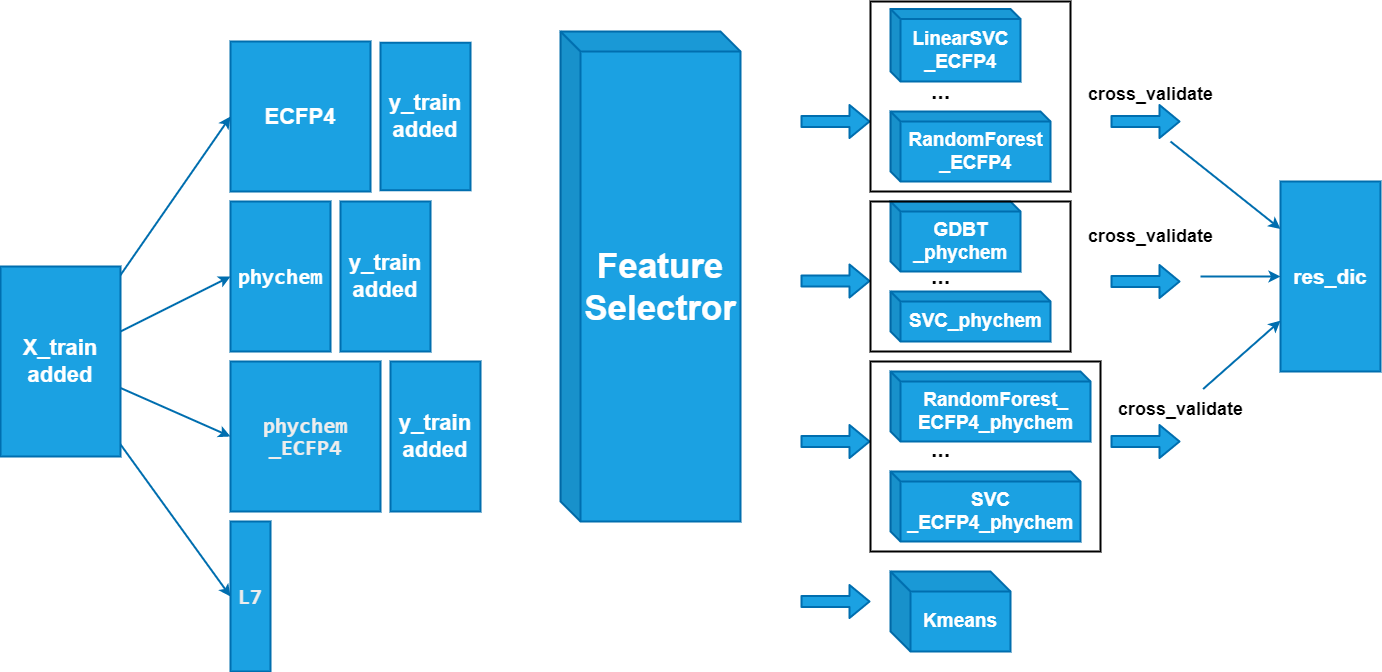 X_train
added
ECFP4
y_train
added
phychem
y_train
added
phychem
_ECFP4
y_train
added
L7
Feature
Selectror
LinearSVC
_ECFP4
...
RandomForest
_ECFP4
cross_validate
GDBT
_phychem
...
SVC_phychem
cross_validate
RandomForest_
ECFP4_phychem
...
SVC
_ECFP4_phychem
cross_validate
Kmeans
res_dic